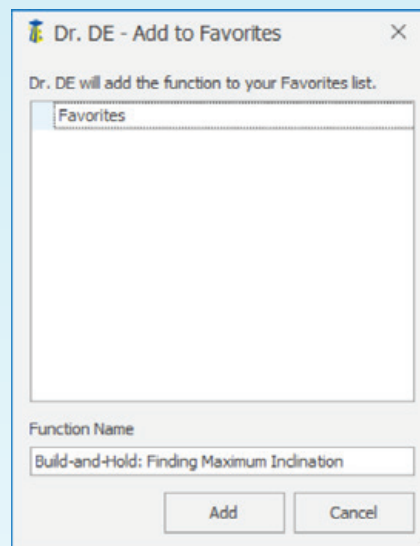 Dr. DE - Add to Favorites
Dr. DE will add the function to your Favorites list.
Favorites
Function Name
Build-and-Hold: Finding Maximum Inclination
Add Cancel